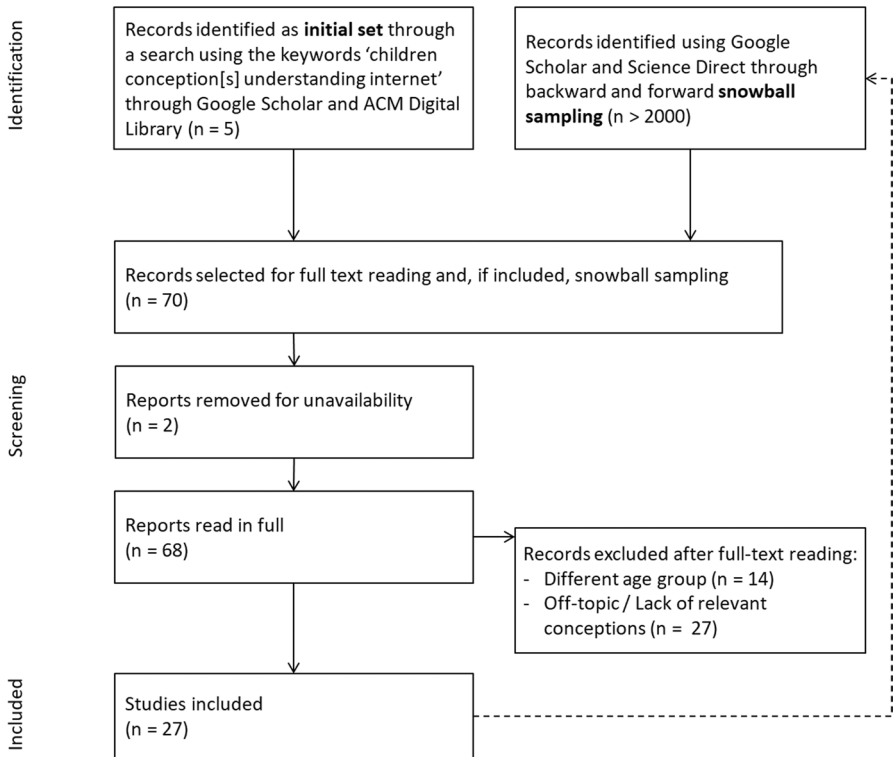 Identification
Records identified as initial set through
a search using the keywords ‘children
conception[s] understanding internet’
through Google Scholar and ACM Digital
Library (n = 5)
Records identified using Google
Scholar and Science Direct through
backward and forward snowball
sampling (n > 2000)
Records selected for full text reading and, if included, snowball sampling
(n = 70)
Screening
Reports removed for unavailability
(n = 2)
Reports read in full
(n = 68)
Records excluded after full-text reading:
- Different age group (n = 14)
- Off-topic / Lack of relevant
conceptions (n = 27)
Included
Studies included
(n = 27)